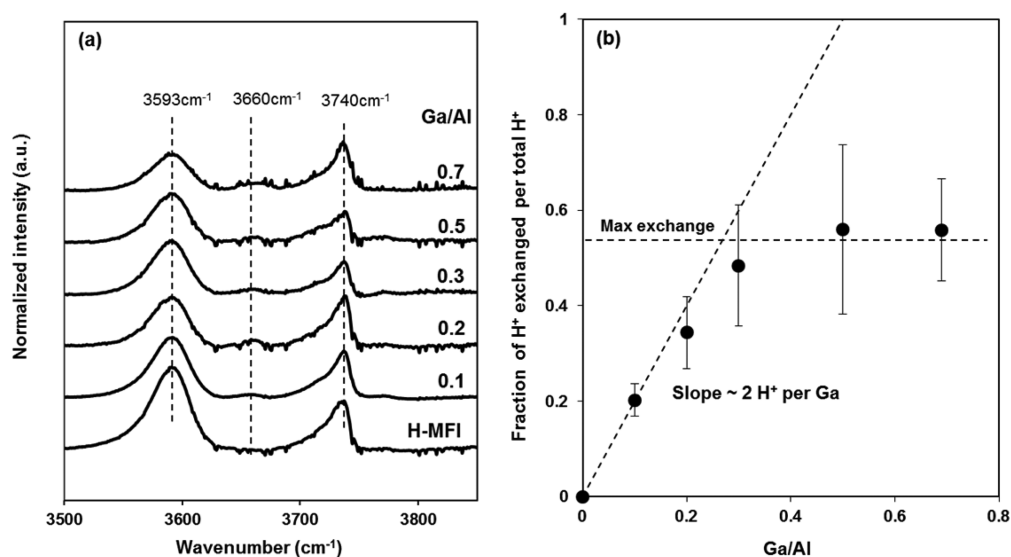 (a)
3593cm⁻¹ 3660cm⁻¹ 3740cm⁻¹
Ga/Al
0.7
0.5
0.3
0.2
0.1
H-MFI
Normalized intensity (a.u.)
3500 3600 3700 3800
Wavenumber (cm⁻¹)
(b)
Fraction of H⁺ exchanged per total H⁺
1
0.8
0.6
0.4
0.2
0
Max exchange
Slope ~ 2 H⁺ per Ga
0 0.2 0.4 0.6 0.8
Ga/Al